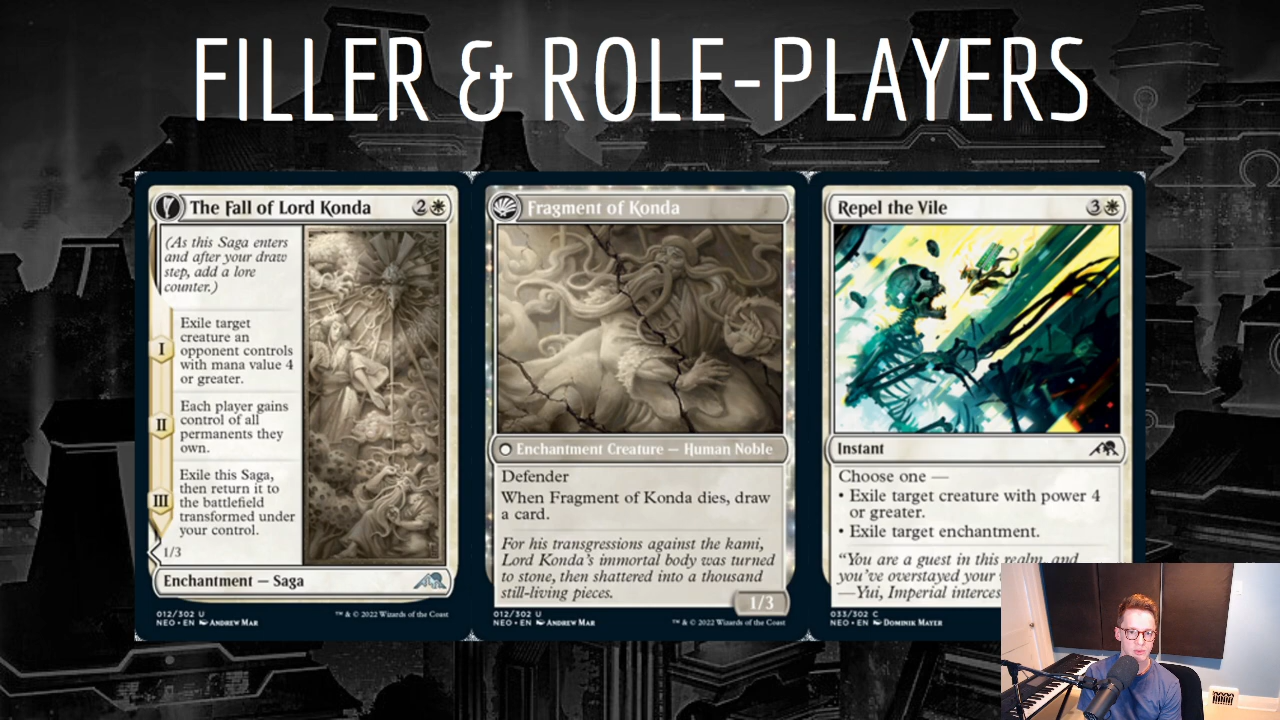 FILLER & ROLE-PLAYERS
The Fall of Lord Konda 2
(As this Saga enters
and after your draw
step, add a lore
counter.)
I
Exile target
creature an
opponent controls
with mana value 4
or greater.
II
Each player gains
control of all
permanents they
own.
III
Exile this Saga,
then return it to
the battlefield
transformed under
your control.
1/3
Enchantment — Saga
012/302 U
NEO • EN Andrew Mar
™ & © 2022 Wizards of the Coast
Fragment of Konda
Enchantment Creature — Human Noble
Defender
When Fragment of Konda dies, draw
a card.
For his transgressions against the kami,
Lord Konda's immortal body was turned
to stone, then shattered into a thousand
still-living pieces.
1/3
012/302 U
NEO • EN Andrew Mar
™ & © 2022 Wizards of the Coast
Repel the Vile 3
Instant
Choose one —
• Exile target creature with power 4
or greater.
• Exile target enchantment.
“You are a guest in this realm, and
you've overstayed your
—Yui, Imperial
033/302 C
NEO • EN Dominik Mayer